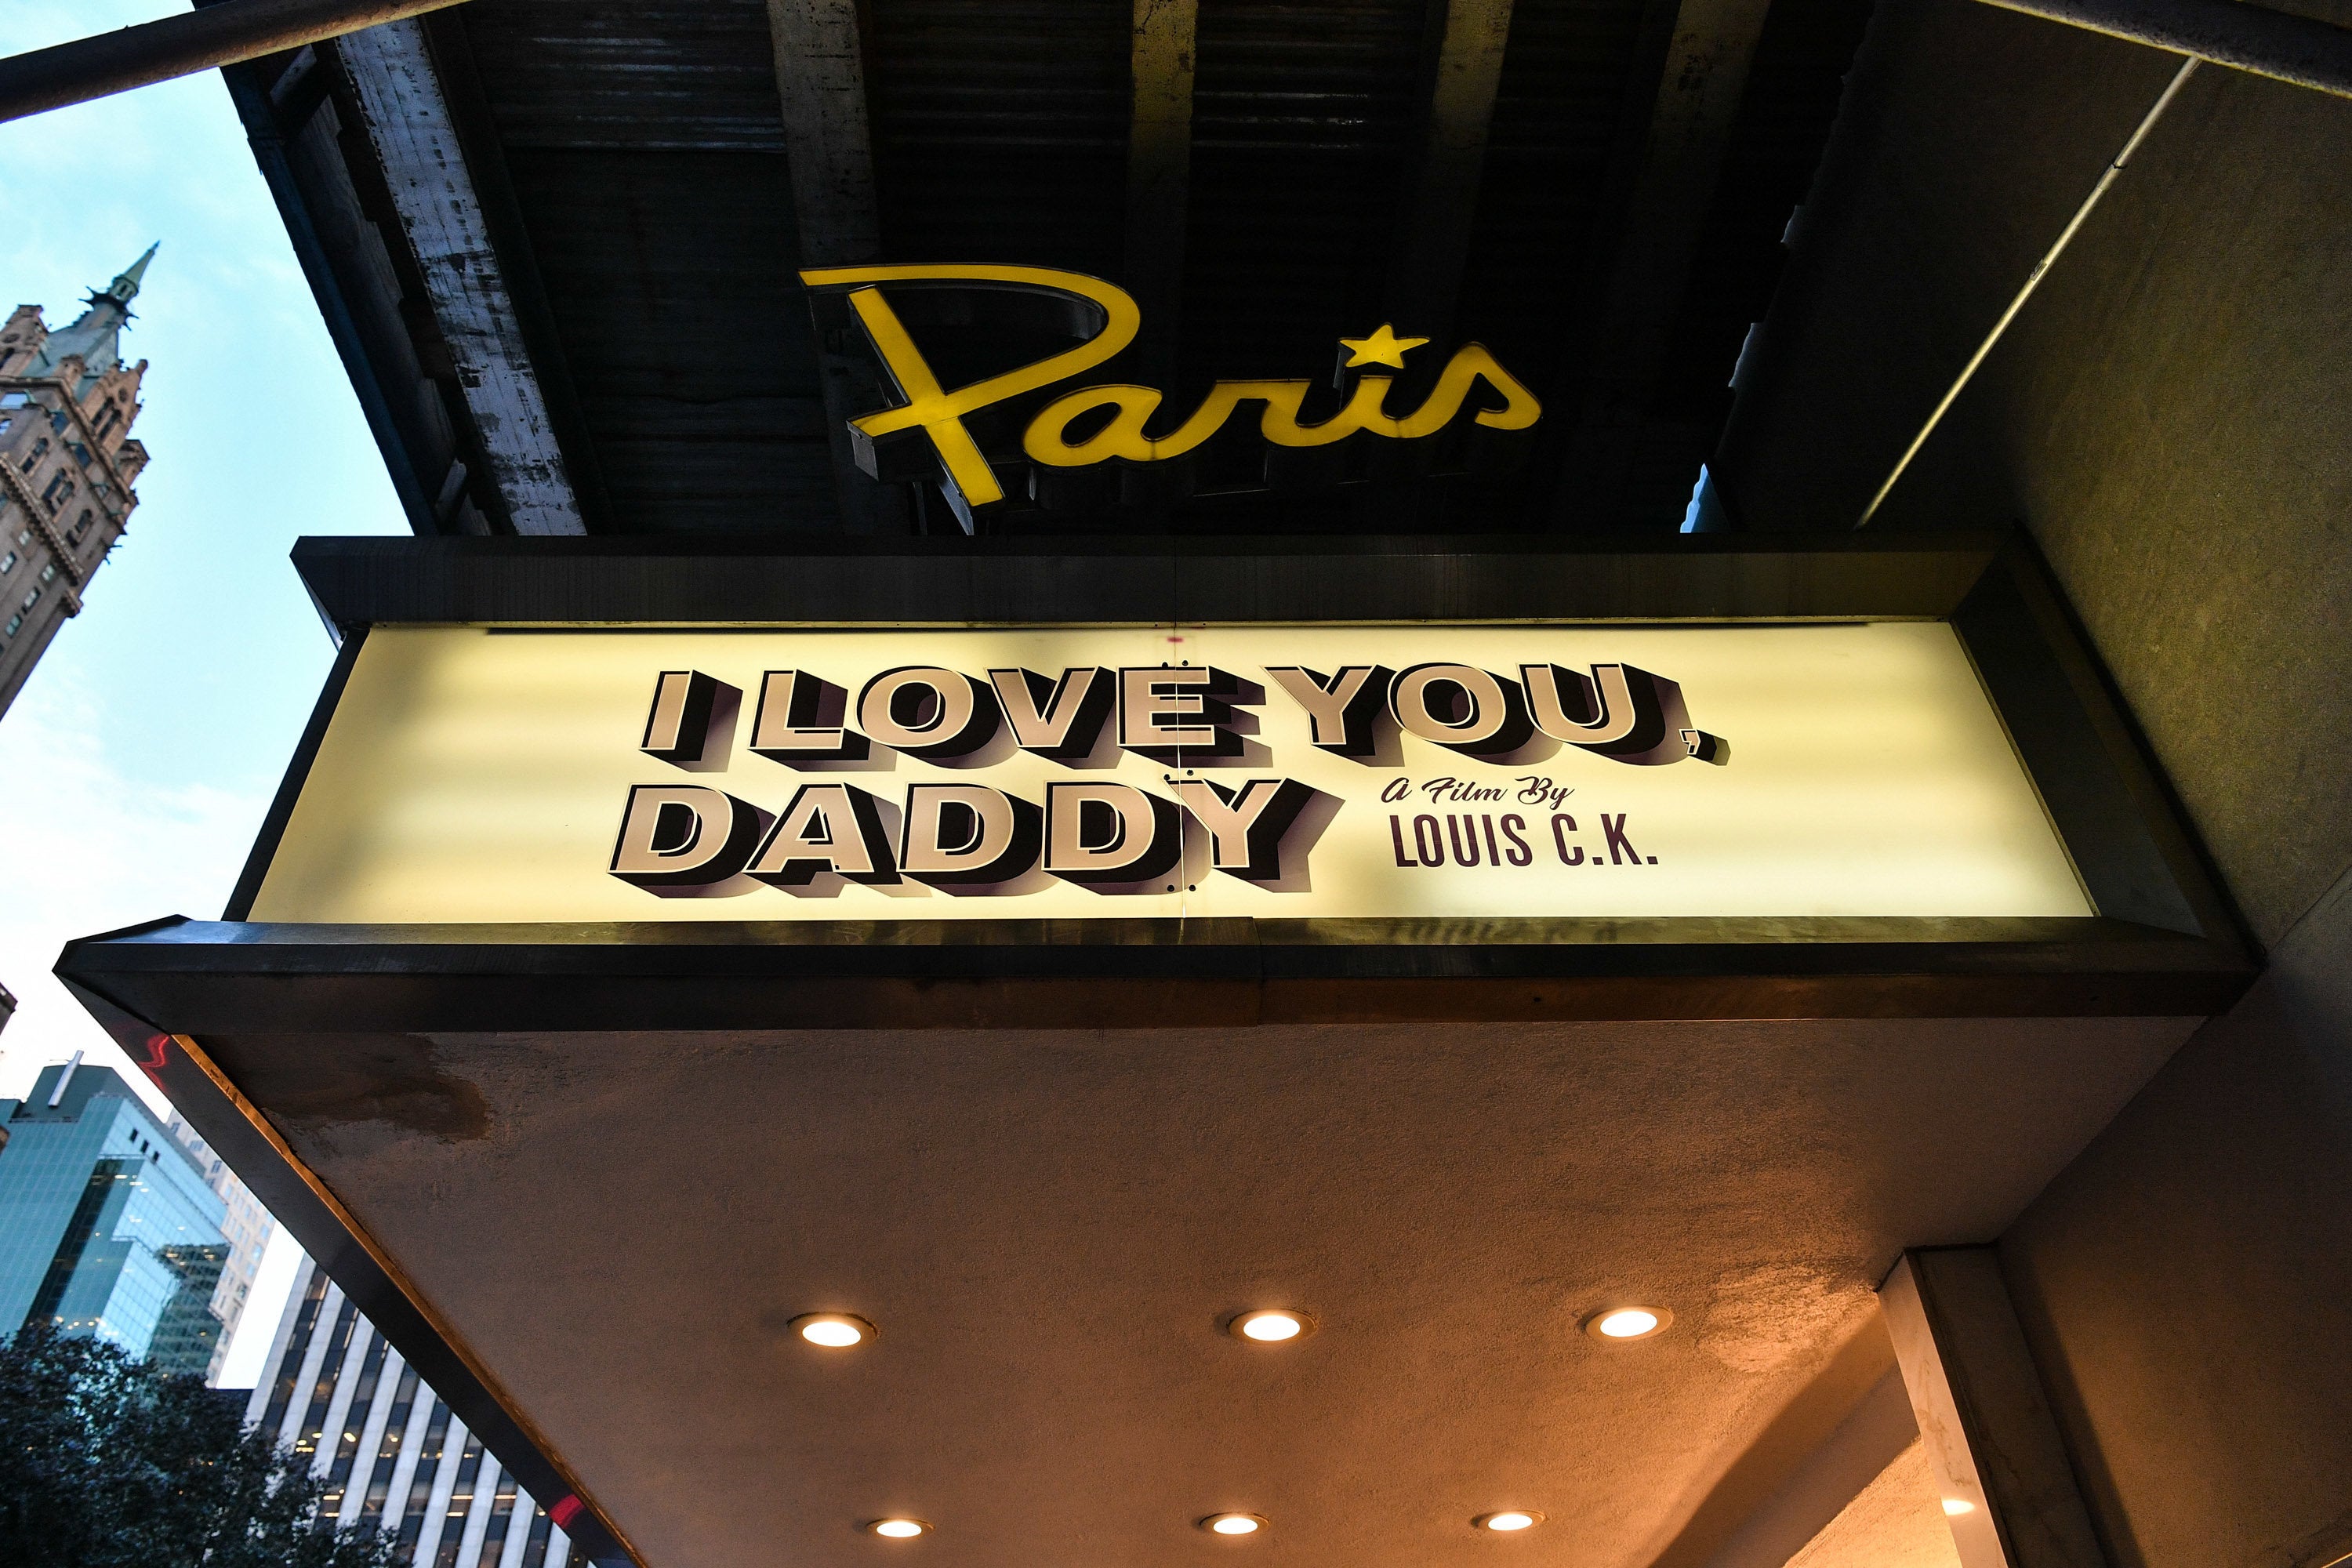 Paris
I LOVE YOU,
DADDY
A Film By
LOUIS C.K.